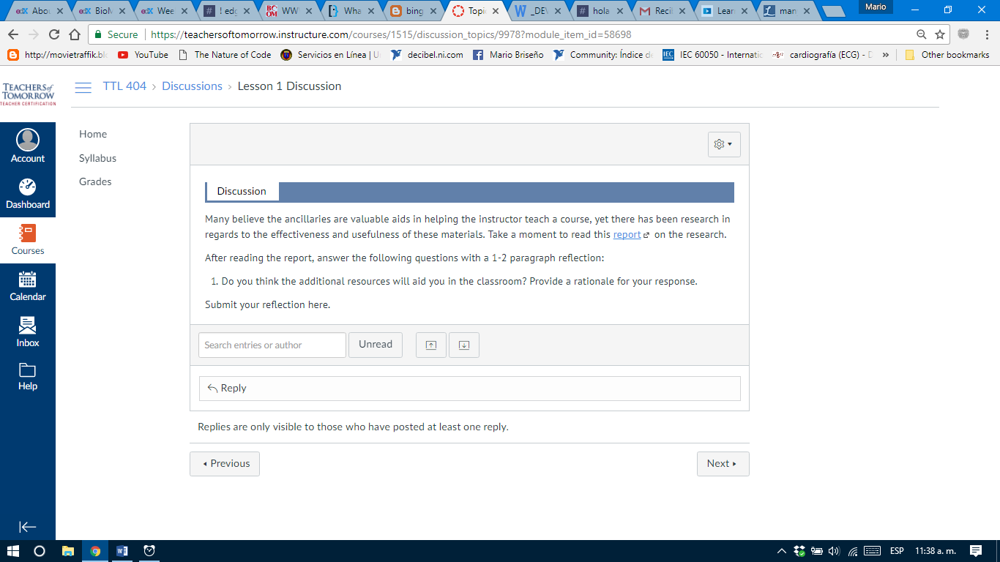 Abou
BioM
Wee
! edg
WW
Wha
bing
Topi
_DEV
hola
Reci
Learn
man
Mario
Secure
https://teachersoftomorrow.instructure.com/courses/1515/discussion_topics/9978?module_item_id=58698
http://movietraffik.bl
YouTube
The Nature of Code
Servicios en Línea | U
decibel.ni.com
Mario Briseño
Community: Índice de
IEC 60050 - Internatio
cardiografía (ECG) - D
»
Other bookmarks
TEACHERS of
TOMORROW
TEACHER CERTIFICATION
TTL 404 › Discussions › Lesson 1 Discussion
Account
Dashboard
Courses
Calendar
Inbox
Help
Home
Syllabus
Grades
Discussion
Many believe the ancillaries are valuable aids in helping the instructor teach a course, yet there has been research in
regards to the effectiveness and usefulness of these materials. Take a moment to read this report on the research.
After reading the report, answer the following questions with a 1-2 paragraph reflection:
1. Do you think the additional resources will aid you in the classroom? Provide a rationale for your response.
Submit your reflection here.
Search entries or author
Unread
Reply
Replies are only visible to those who have posted at least one reply.
Previous
Next
ESP
11:38 a. m.